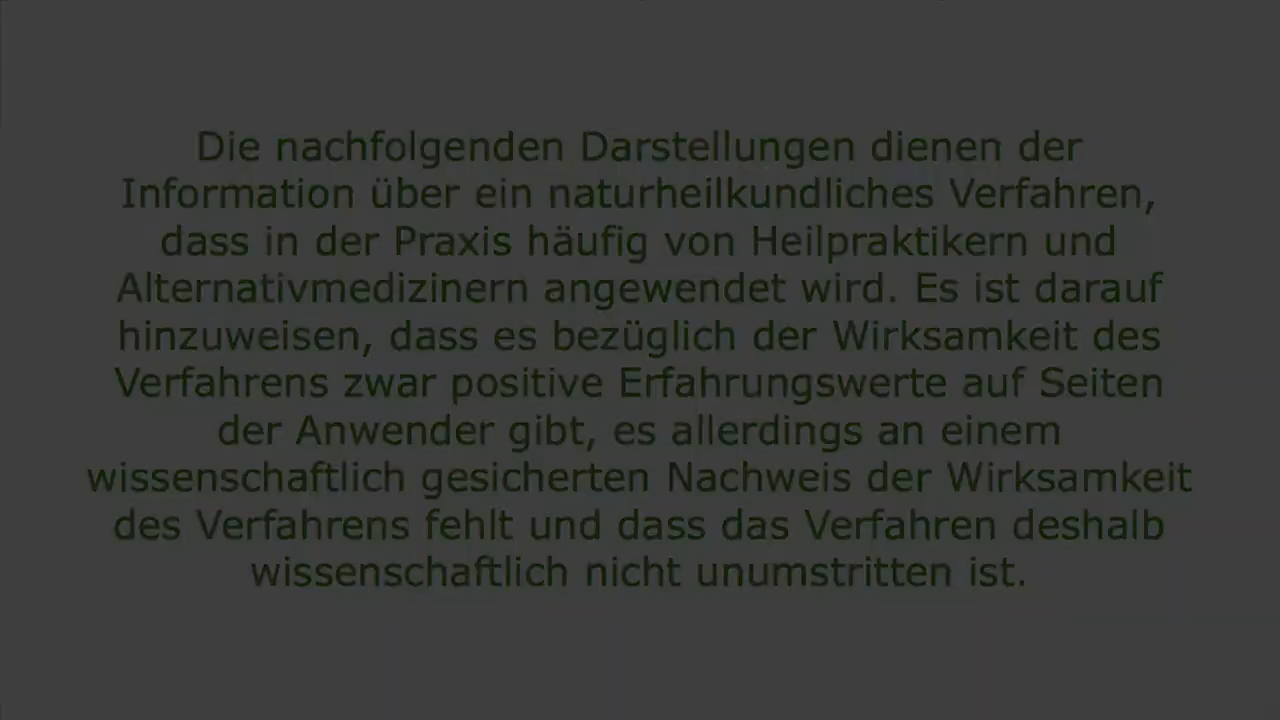 Die nachfolgenden Darstellungen dienen der
Information über ein naturheilkundliches Verfahren,
dass in der Praxis häufig von Heilpraktikern und
Alternativmedizinern angewendet wird. Es ist darauf
hinzuweisen, dass es bezüglich der Wirksamkeit des
Verfahrens zwar positive Erfahrungswerte auf Seiten
der Anwender gibt, es allerdings an einem
wissenschaftlich gesicherten Nachweis der Wirksamkeit
des Verfahrens fehlt und dass das Verfahren deshalb
wissenschaftlich nicht unumstritten ist.